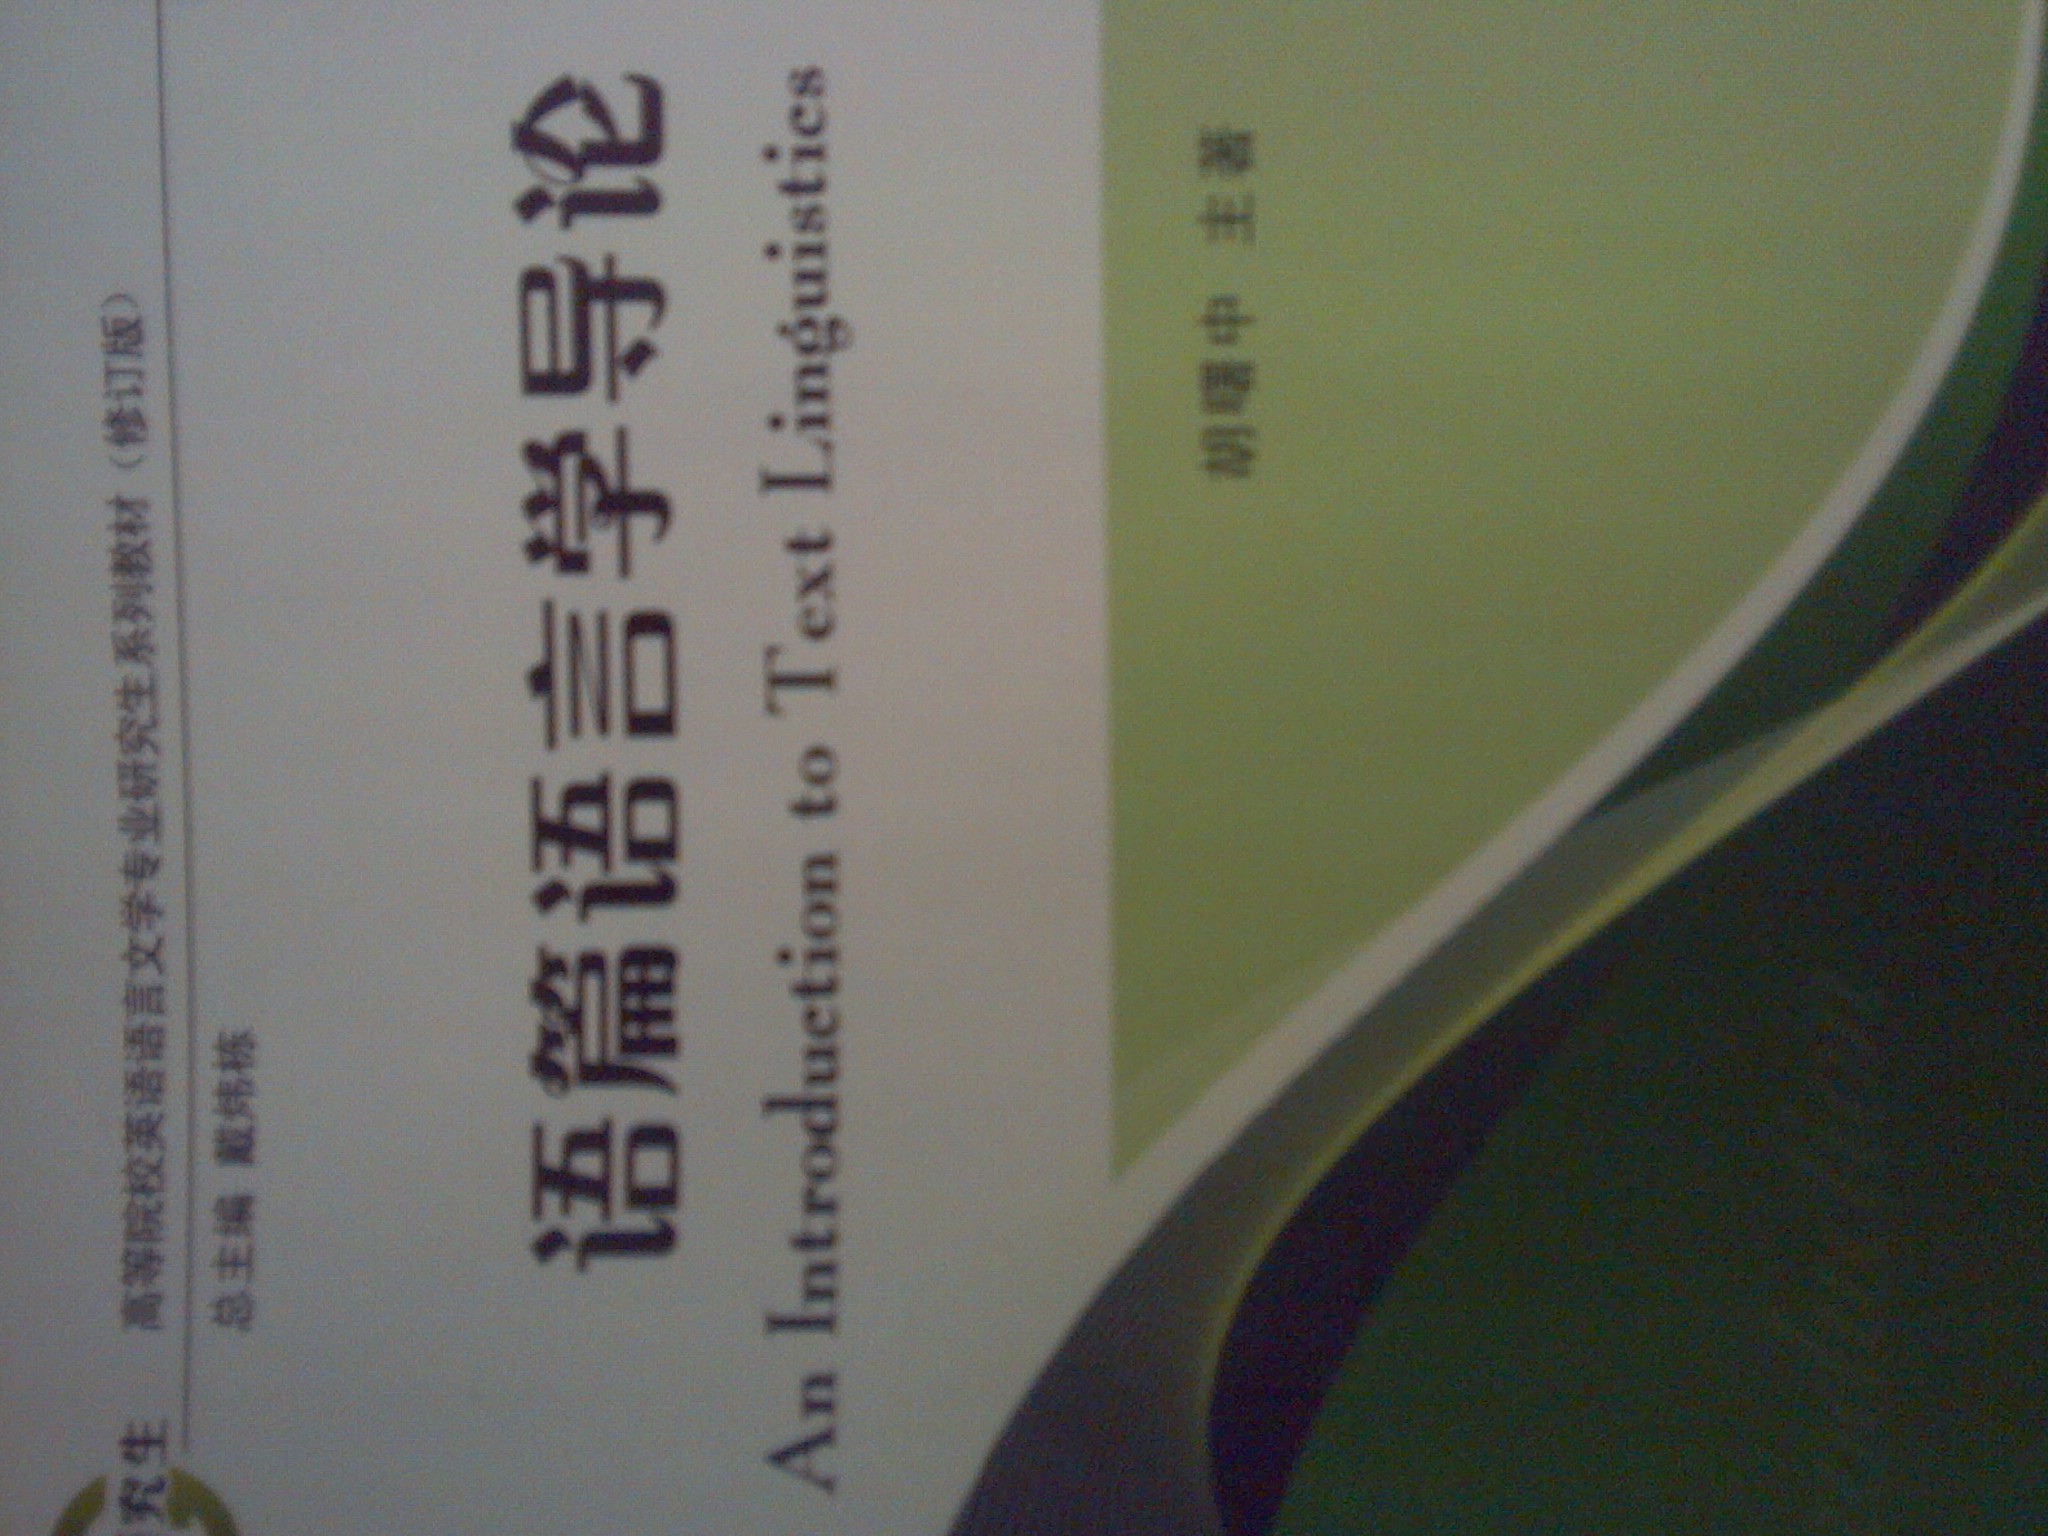 究生 高等院校英语语言文学专业研究生系列教材（修订版）
总主编 戴炜栋
语篇语言学导论
An Introduction to Text Linguistics
胡曙中 主著